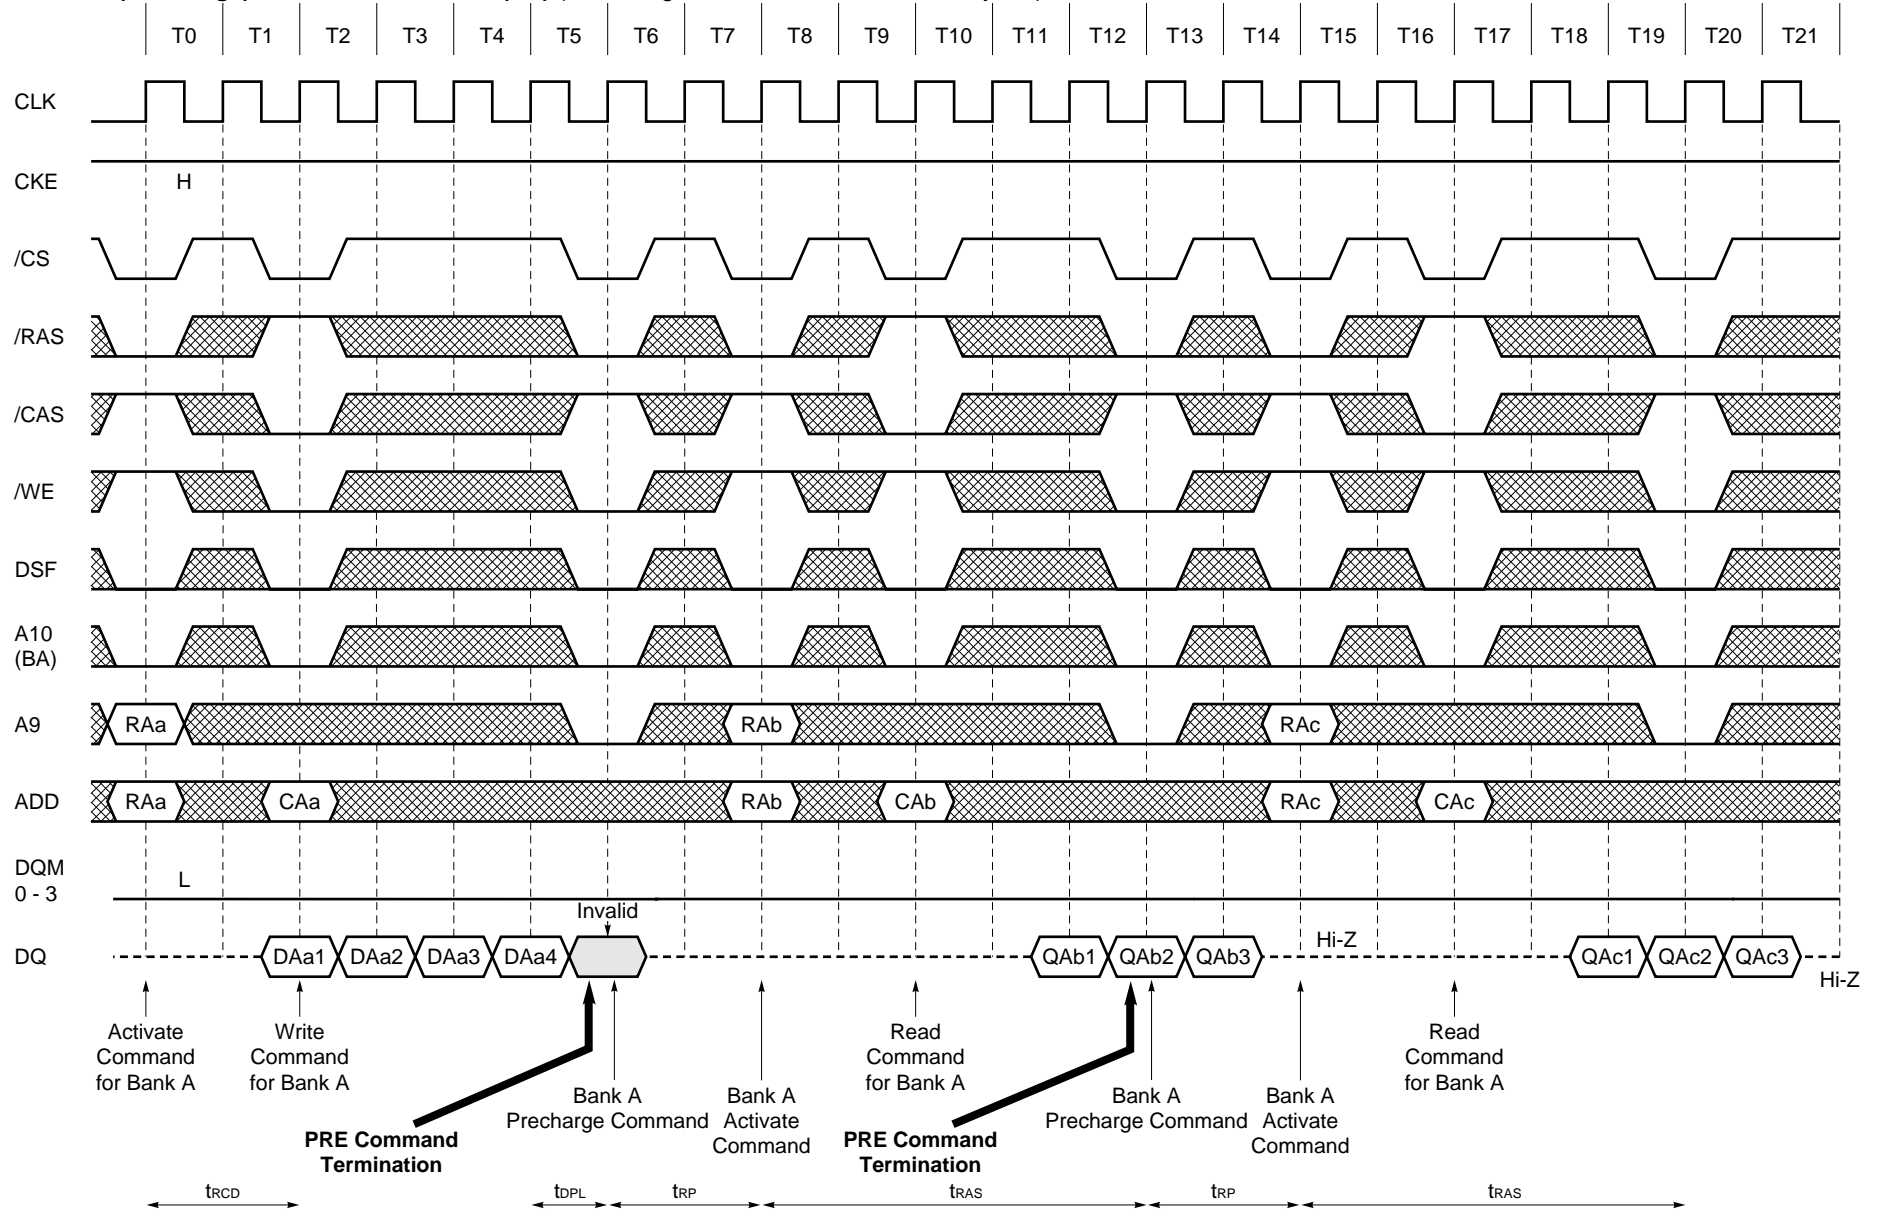 T0 T1 T2 T3 T4 T5 T6 T7 T8 T9 T10 T11 T12 T13 T14 T15 T16 T17 T18 T19 T20 T21
CLK
CKE H
/CS
/RAS
/CAS
/WE
DSF
A10
(BA)
A9 RAa RAb RAc
ADD RAa CAa RAb CAb RAc CAc
DQM
0 - 3
L
Invalid
DQ DAa1 DAa2 DAa3 DAa4 QAb1 QAb2 QAb3 Hi-Z QAc1 QAc2 QAc3 Hi-Z
Activate
Command
for Bank A
Write
Command
for Bank A
PRE Command
Termination
Bank A
Precharge Command
Bank A
Activate
Command
Read
Command
for Bank A
PRE Command
Termination
Bank A
Precharge Command
Bank A
Activate
Command
Read
Command
for Bank A
tRCD tDPL tRP tRAS tRP tRAS